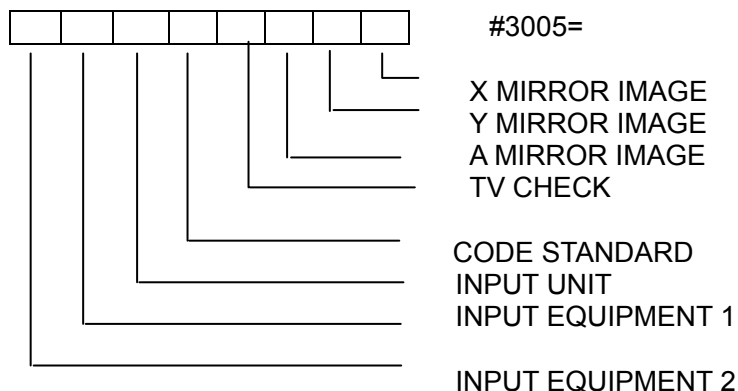 #3005=
X MIRROR IMAGE
Y MIRROR IMAGE
A MIRROR IMAGE
TV CHECK
CODE STANDARD
INPUT UNIT
INPUT EQUIPMENT 1
INPUT EQUIPMENT 2